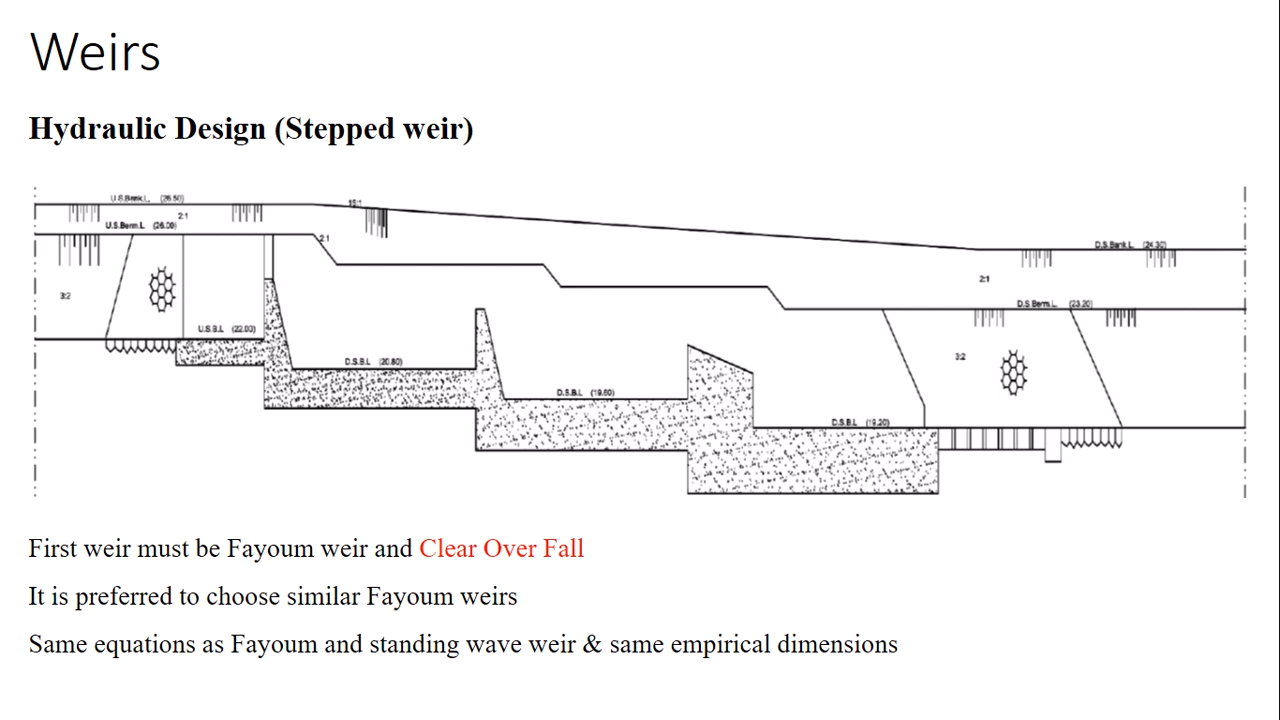 Weirs
Hydraulic Design (Stepped weir)
U.S.Bank.L. (26.50)
15:1
2:1
U.S.Berm.L (26.00)
2:1
D.S.Bank.L. (24.30)
2:1
3:2
D.S.Berm.L. (23.20)
U.S.B.L (22.00)
3:2
D.S.B.L (20.80)
D.S.B.L (19.60)
D.S.B.L (19.20)
First weir must be Fayoum weir and Clear Over Fall
It is preferred to choose similar Fayoum weirs
Same equations as Fayoum and standing wave weir & same empirical dimensions